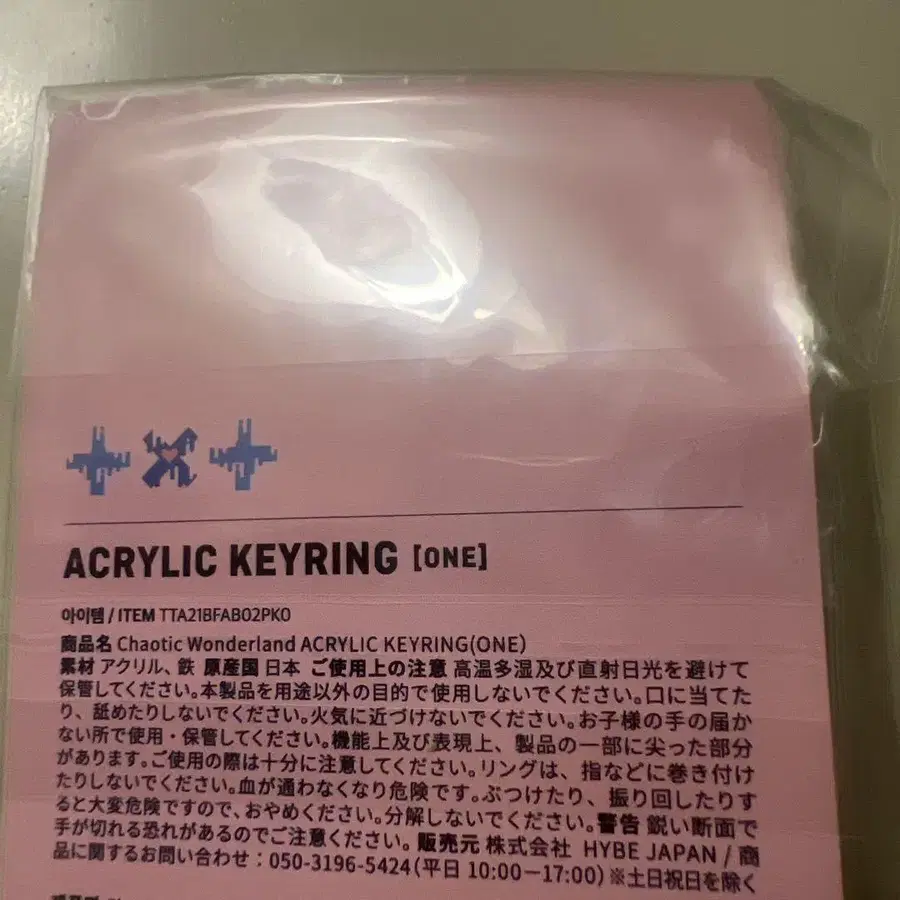 ACRYLIC KEYRING [ONE]
아이템 / ITEM TTA21BFAB02PK0
商品名 Chaotic Wonderland ACRYLIC KEYRING(ONE)
素材 アクリル、鉄 原産国 日本 ご使用上の注意 高温多湿及び直射日光を避けて
保管してください。本製品を用途以外の目的で使用しないでください。口に当てた
り、舐めたりしないでください。火気に近づけないでください。お子様の手の届か
ない所で使用・保管してください。機能上及び表現上、製品の一部に尖った部分
があります。ご使用の際は十分に注意してください。リングは、指などに巻き付け
たりしないでください。血が通わなくなり危険です。ぶつけたり、振り回したりす
ると大変危険ですので、おやめください。分解しないでください。警告 鋭い断面で
手が切れる恐れがあるのでご注意ください。販売元 株式会社 HYBE JAPAN / 商
品に関するお問い合わせ : 050-3196-5424 (平日 10:00ー17:00) ※土日祝日を除く